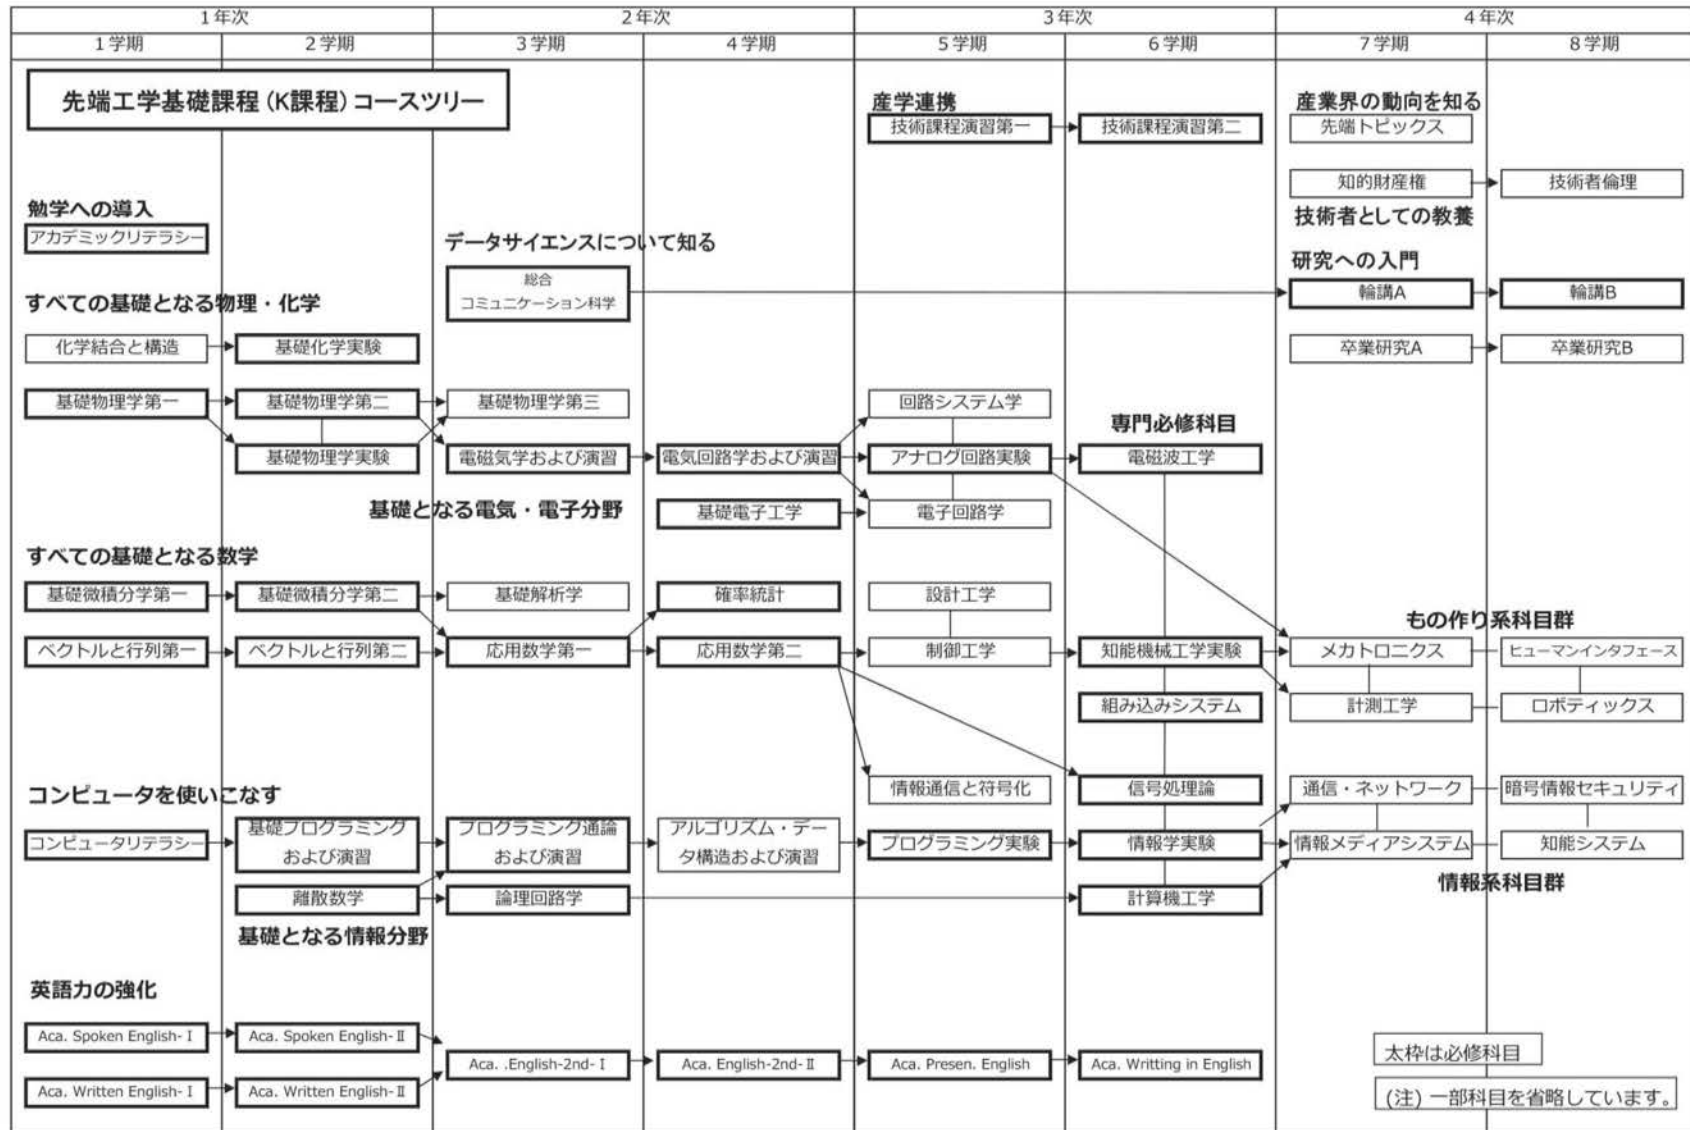 1年次
2年次
3年次
4年次
1学期
2学期
3学期
4学期
5学期
6学期
7学期
8学期
先端工学基礎課程(K課程)コースツリー
産学連携
技術課程演習第一
技術課程演習第二
産業界の動向を知る
先端トピックス
知的財産権
技術者倫理
技術者としての教養
勉学への導入
アカデミックリテラシー
データサイエンスについて知る
総合
コミュニケーション科学
研究への入門
輪講A
輪講B
すべての基礎となる物理・化学
化学結合と構造
基礎化学実験
卒業研究A
卒業研究B
基礎物理学第一
基礎物理学第二
基礎物理学第三
回路システム学
専門必修科目
基礎物理学実験
電磁気学および演習
電気回路学および演習
アナログ回路実験
電磁波工学
基礎となる電気・電子分野
基礎電子工学
電子回路学
すべての基礎となる数学
基礎微積分学第一
基礎微積分学第二
基礎解析学
確率統計
設計工学
もの作り系科目群
ベクトルと行列第一
ベクトルと行列第二
応用数学第一
応用数学第二
制御工学
知能機械工学実験
メカトロニクス
ヒューマンインタフェース
組み込みシステム
計測工学
ロボティックス
コンピュータを使いこなす
情報通信と符号化
信号処理論
通信・ネットワーク
暗号情報セキュリティ
コンピュータリテラシー
基礎プログラミング
および演習
プログラミング通論
および演習
アルゴリズム・デー
タ構造および演習
プログラミング実験
情報学実験
情報メディアシステム
知能システム
離散数学
論理回路学
計算機工学
情報系科目群
基礎となる情報分野
英語力の強化
Aca. Spoken English-Ⅰ
Aca. Spoken English-Ⅱ
Aca. .English-2nd-Ⅰ
Aca. English-2nd-Ⅱ
Aca. Presen. English
Aca. Writting in English
Aca. Written English-Ⅰ
Aca. Written English-Ⅱ
太枠は必修科目
(注) 一部科目を省略しています。